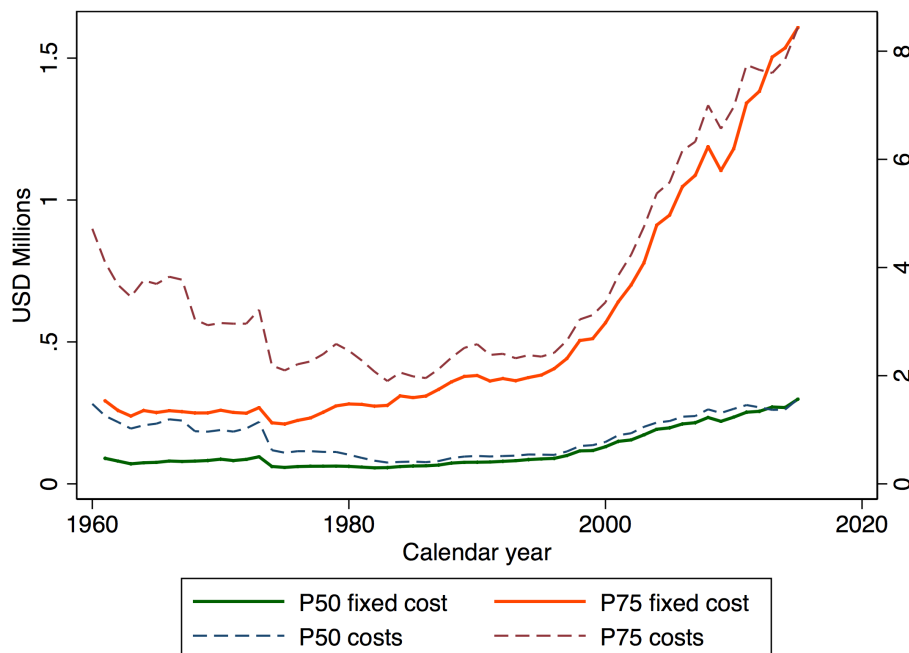 1.5
8
6
1
USD Millions
4
.5
2
0
0
1960 1980 2000 2020
Calendar year
P50 fixed cost P75 fixed cost
P50 costs P75 costs